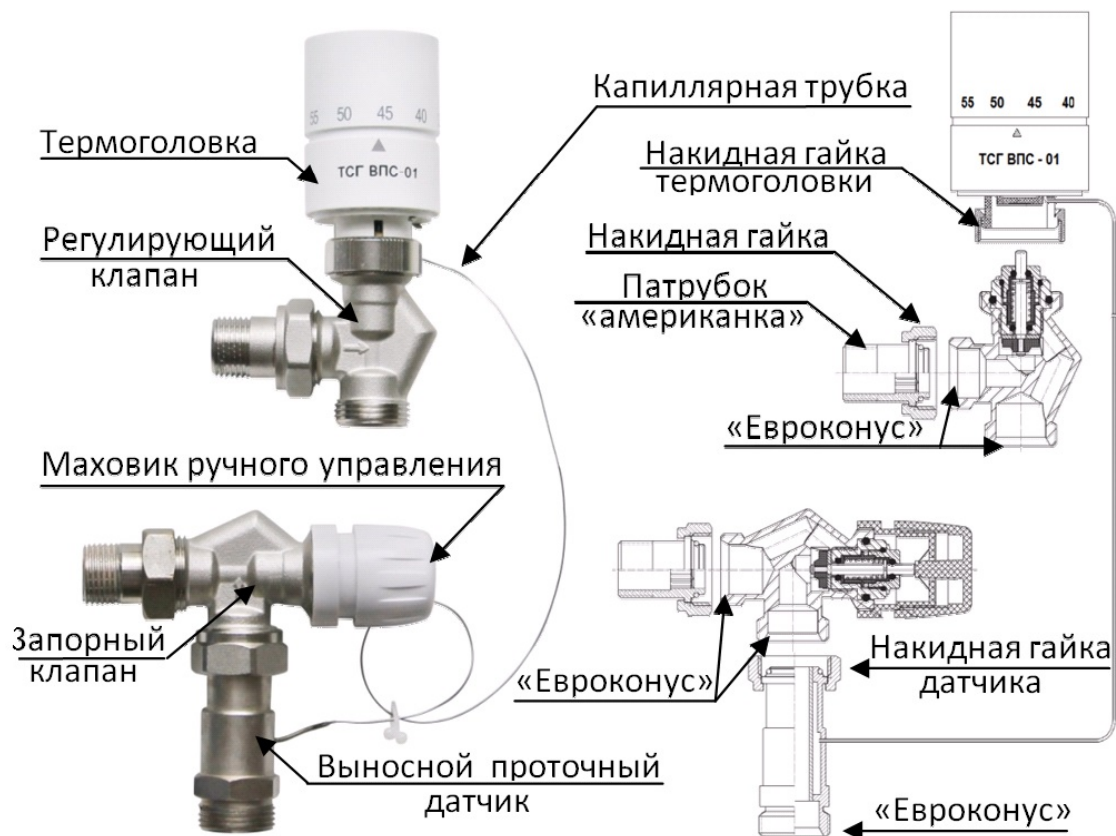 Термоголовка
55 50 45 40
ТСГ ВПС-01
Регулирующий
клапан
Капиллярная трубка
Накидная гайка
термоголовки
55 50 45 40
ТСГ ВПС - 01
Накидная гайка
Патрубок
«американка»
«Евроконус»
Маховик ручного управления
Запорный
клапан
Выносной проточный
датчик
«Евроконус»
Накидная гайка
датчика
«Евроконус»